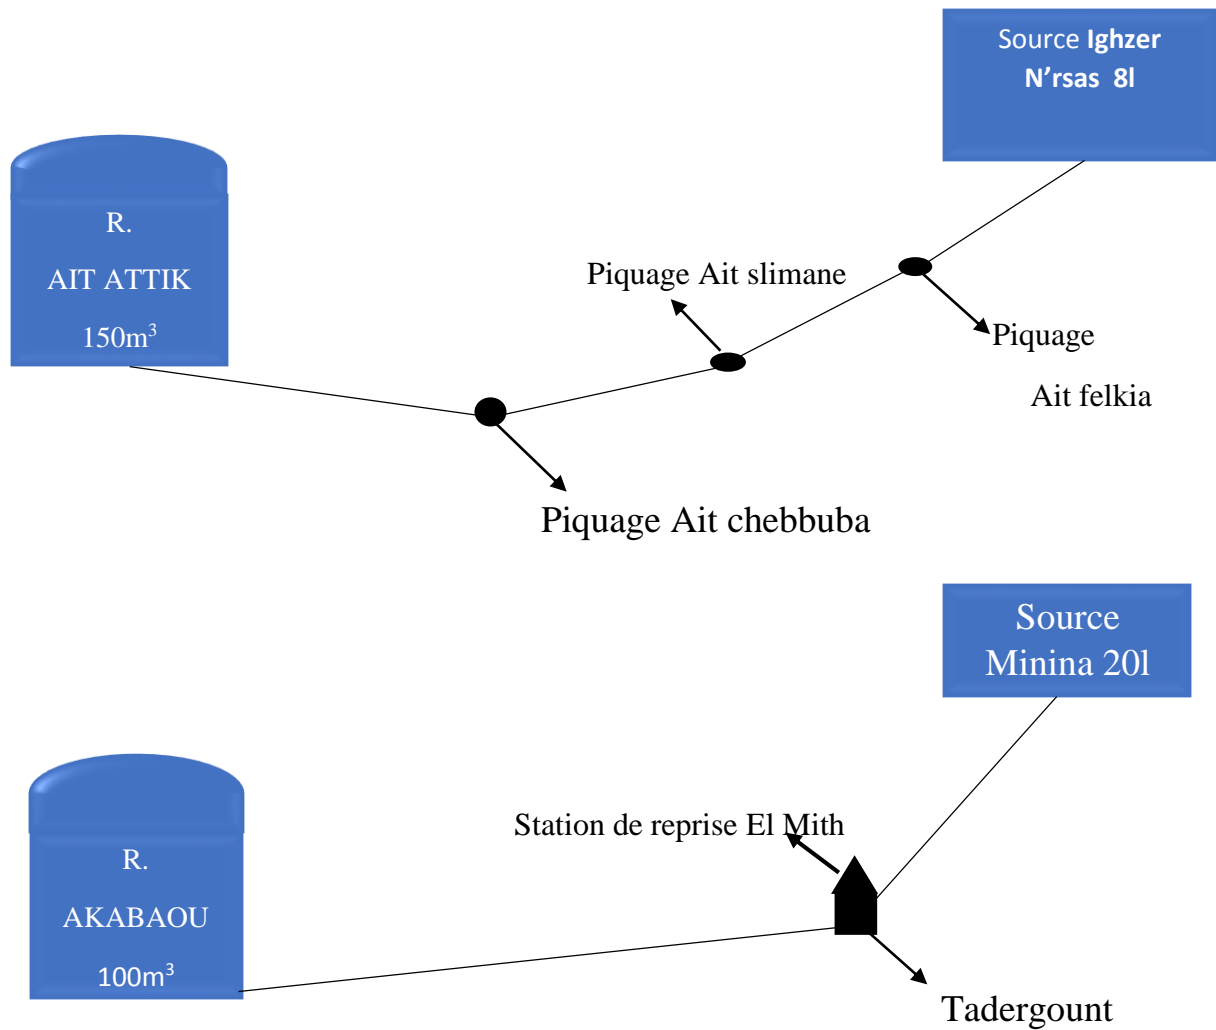 Source Ighzer
N’rsas 8l
R.
AIT ATTIK
150m³
Piquage Ait slimane
Piquage
Ait felkia
Piquage Ait chebbuba
Source
Minina 20l
Station de reprise El Mith
R.
AKABAOU
100m³
Tadergount